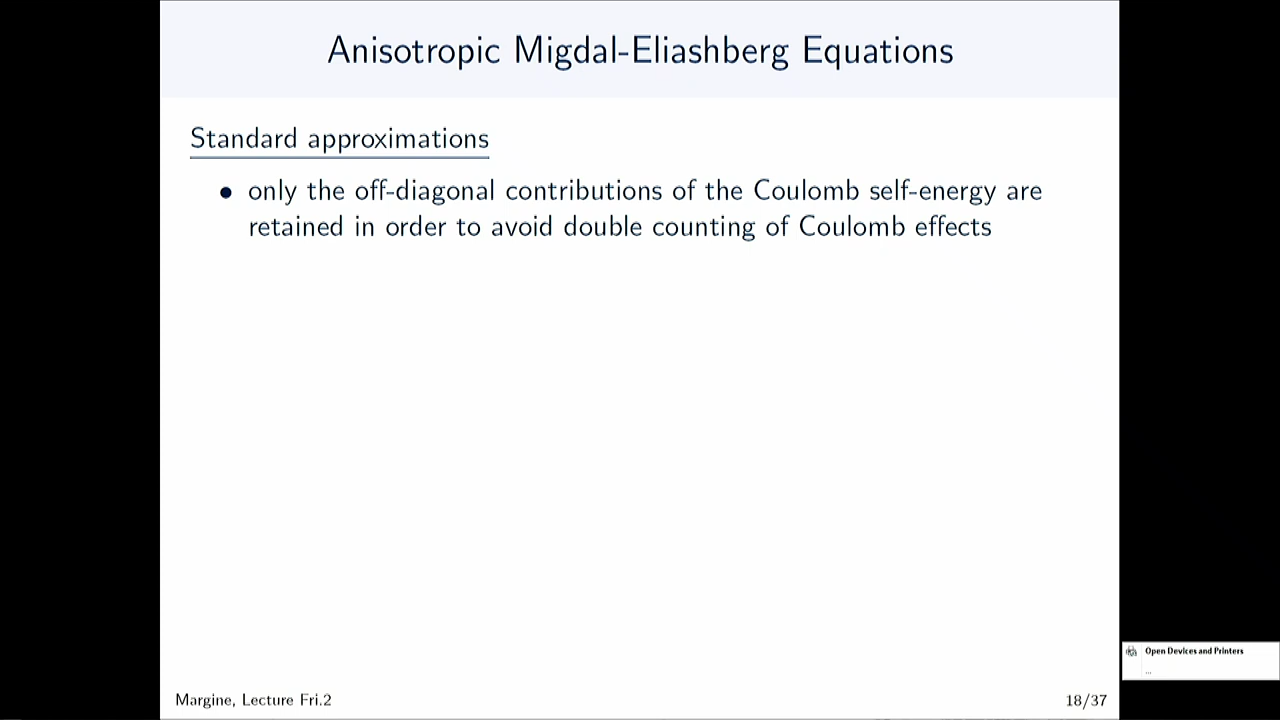 Anisotropic Migdal-Eliashberg Equations
Standard approximations
• only the off-diagonal contributions of the Coulomb self-energy are
retained in order to avoid double counting of Coulomb effects
Open Devices and Printers
...
Margine, Lecture Fri.2
18/37